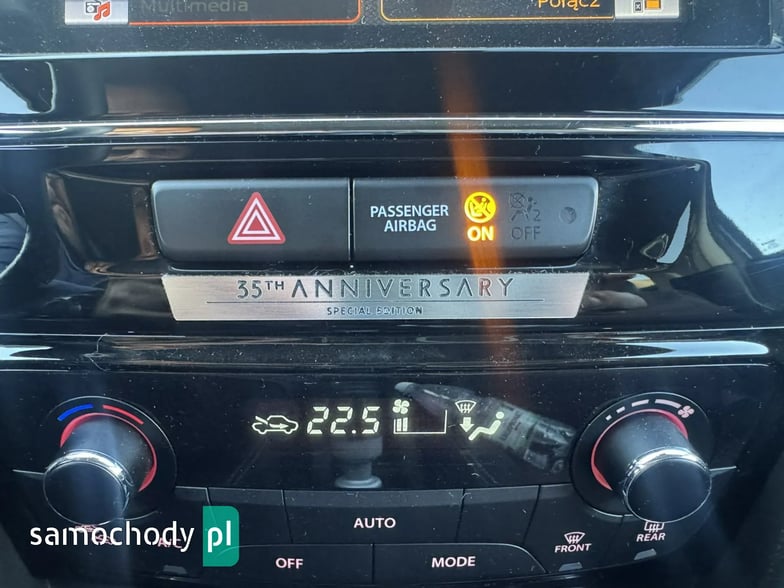 Multimedia
Połącz
PASSENGER
AIRBAG
ON
2
OFF
35TH ANNIVERSARY
SPECIAL EDITION
22.5
AUTO
A/C
OFF
MODE
FRONT
REAR
samochody pl